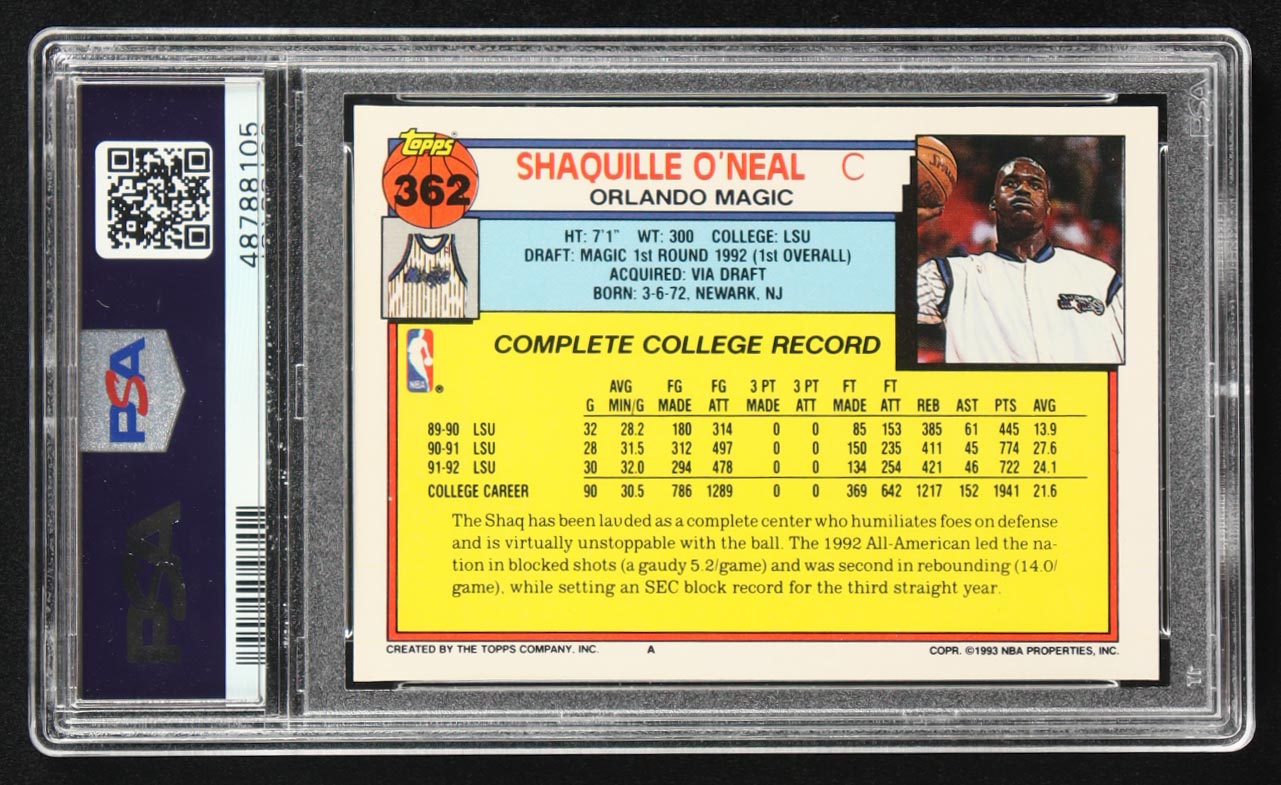 48788105
PSA
PSA
PSA
TOPPS
362
SHAQUILLE O'NEAL C
ORLANDO MAGIC
HT: 7'1" WT: 300 COLLEGE: LSU
DRAFT: MAGIC 1st ROUND 1992 (1st OVERALL)
ACQUIRED: VIA DRAFT
BORN: 3-6-72, NEWARK, NJ
NBA ®
COMPLETE COLLEGE RECORD
AVG FG FG 3 PT 3 PT FT FT
G MIN/G MADE ATT MADE ATT MADE ATT REB AST PTS AVG
89-90 LSU 32 28.2 180 314 0 0 85 153 385 61 445 13.9
90-91 LSU 28 31.5 312 497 0 0 150 235 411 45 774 27.6
91-92 LSU 30 32.0 294 478 0 0 134 254 421 46 722 24.1
COLLEGE CAREER 90 30.5 786 1289 0 0 369 642 1217 152 1941 21.6
The Shaq has been lauded as a complete center who humiliates foes on defense
and is virtually unstoppable with the ball. The 1992 All-American led the na-
tion in blocked shots (a gaudy 5.2/game) and was second in rebounding (14.0/
game), while setting an SEC block record for the third straight year.
CREATED BY THE TOPPS COMPANY, INC. A COPR. ©1993 NBA PROPERTIES, INC.